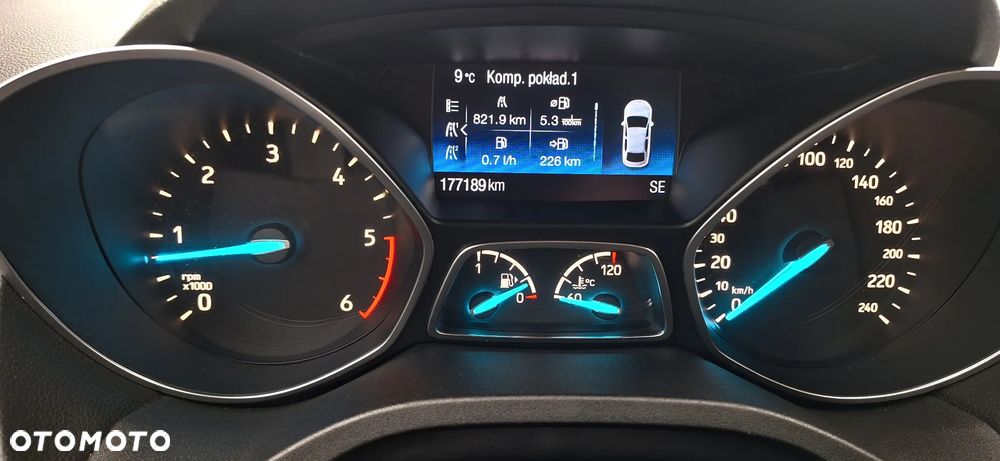 9°C Komp. pokład.1
821.9 km ø 5.3 l/100km
0.7 l/h 226 km
177189 km SE
0 1 2 3 4 5 6
rpm
x1000
1 0
60 120 °C
0 10 20 30 40 100 120 140 160 180 200 220 240
km/h
OTOMOTO